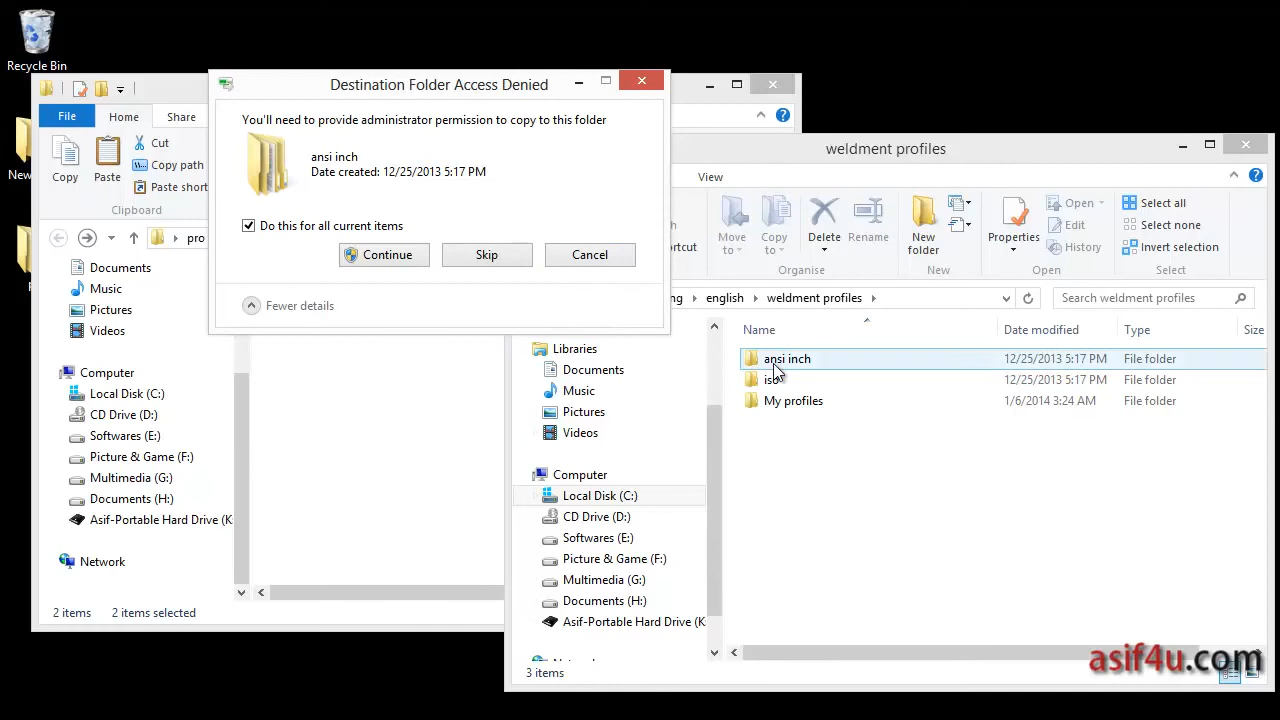 Recycle Bin
New
File
Home
Share
Copy
Paste
Cut
Copy path
Paste short
Clipboard
pro
Documents
Music
Pictures
Videos
Computer
Local Disk (C:)
CD Drive (D:)
Softwares (E:)
Picture & Game (F:)
Multimedia (G:)
Documents (H:)
Asif-Portable Hard Drive (K
Network
2 items
2 items selected
Destination Folder Access Denied
You'll need to provide administrator permission to copy to this folder
ansi inch
Date created: 12/25/2013 5:17 PM
Do this for all current items
Continue
Skip
Cancel
Fewer details
weldment profiles
View
rtcut
Move to
Copy to
Delete
Rename
Organise
New folder
New
Properties
Open
Edit
History
Open
Select all
Select none
Invert selection
Select
ng
english
weldment profiles
Search weldment profiles
Libraries
Documents
Music
Pictures
Videos
Computer
Local Disk (C:)
CD Drive (D:)
Softwares (E:)
Picture & Game (F:)
Multimedia (G:)
Documents (H:)
Asif-Portable Hard Drive (K
Name
Date modified
Type
Size
ansi inch
12/25/2013 5:17 PM
File folder
iso
12/25/2013 5:17 PM
File folder
My profiles
1/6/2014 3:24 AM
File folder
3 items
asif4u.com